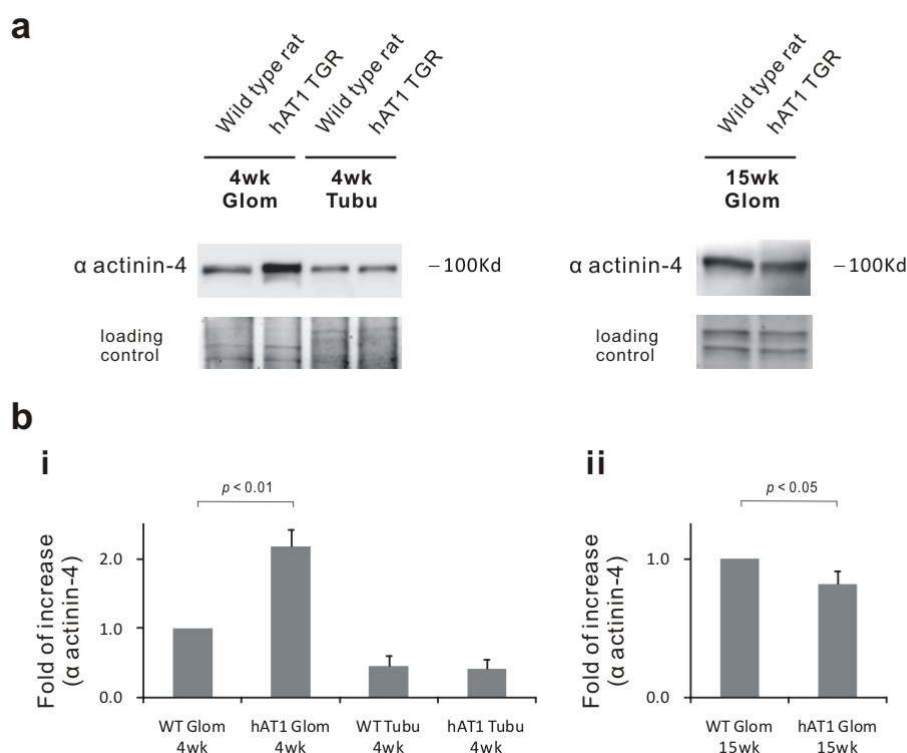 a
Wild type rat
hAT1 TGR
Wild type rat
hAT1 TGR
4wk
Glom
4wk
Tubu
α actinin-4
–100Kd
loading
control
Wild type rat
hAT1 TGR
15wk
Glom
α actinin-4
–100Kd
loading
control
b
i
p < 0.01
Fold of increase
(α actinin-4)
2.0
1.0
0.0
WT Glom
4wk
hAT1 Glom
4wk
WT Tubu
4wk
hAT1 Tubu
4wk
ii
p < 0.05
Fold of increase
(α actinin-4)
1.0
0.0
WT Glom
15wk
hAT1 Glom
15wk